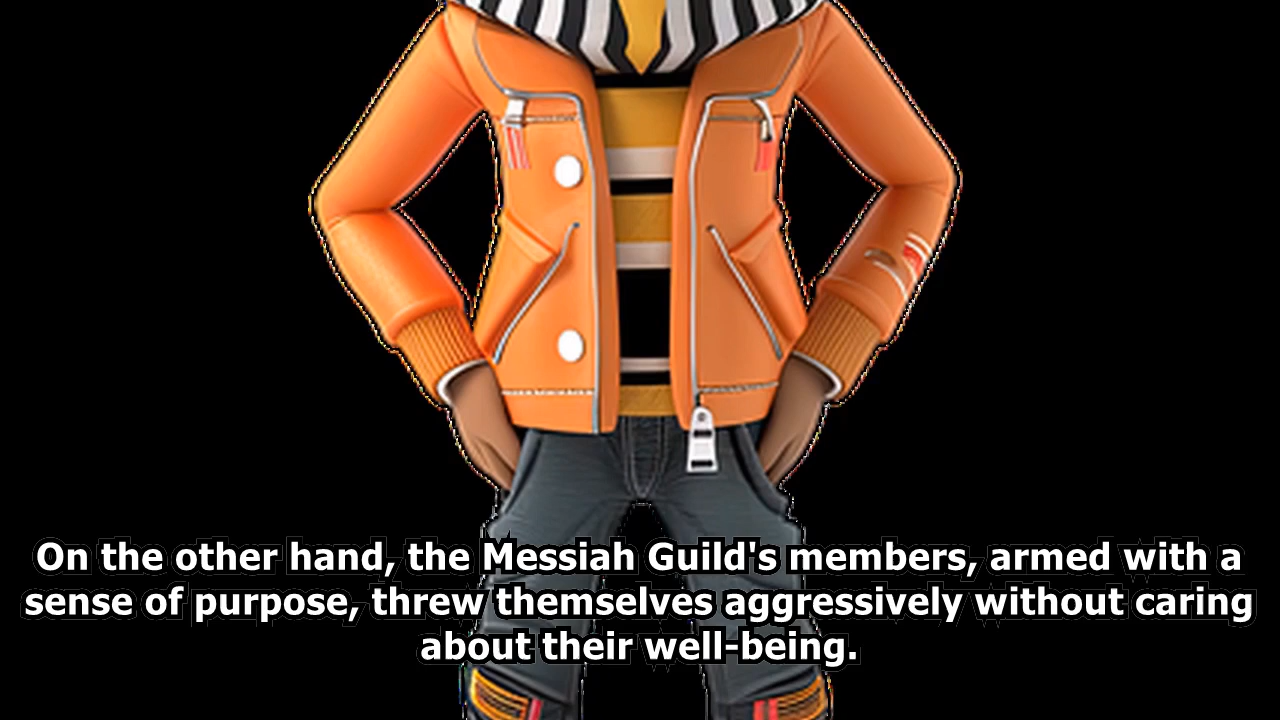 On the other hand, the Messiah Guild's members, armed with a
sense of purpose, threw themselves aggressively without caring
about their well-being.